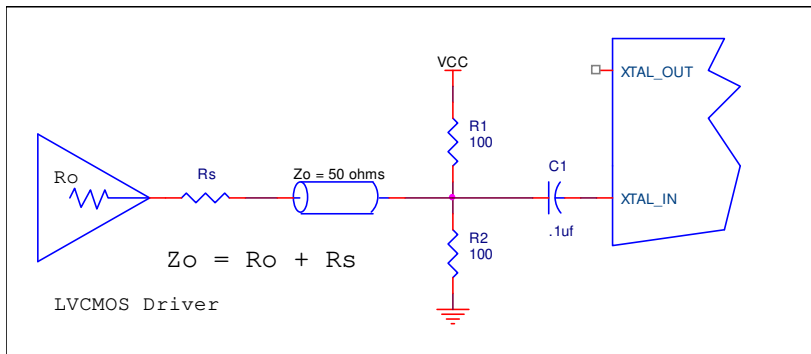 VCC
XTAL_OUT
R1
100
Ro
Rs
Zo = 50 ohms
C1
XTAL_IN
.1uf
R2
100
Zo = Ro + Rs
LVCMOS Driver